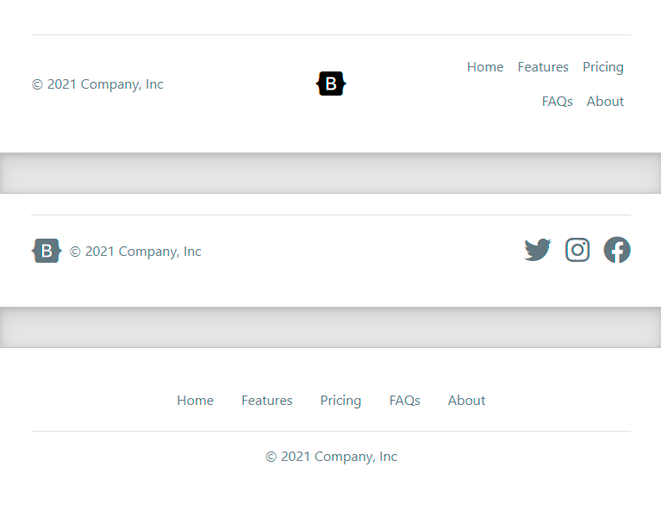 Home Features Pricing
© 2021 Company, Inc
B
FAQs About
B © 2021 Company, Inc
Home Features Pricing FAQs About
© 2021 Company, Inc